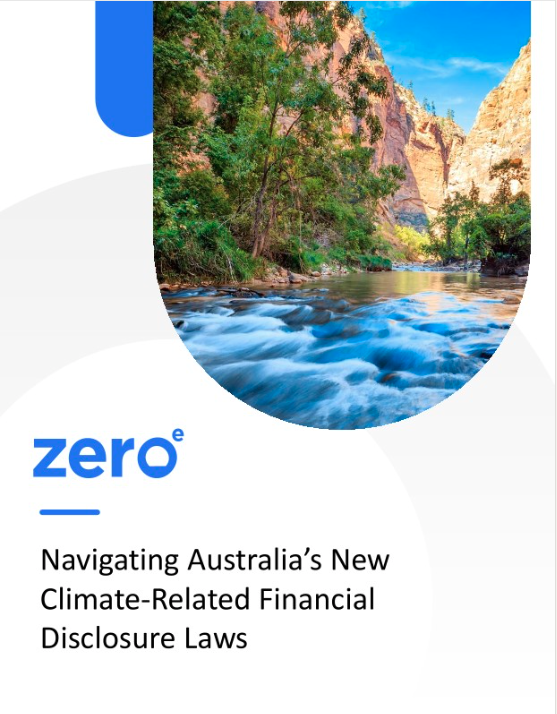 zero e
Navigating Australia’s New
Climate-Related Financial
Disclosure Laws